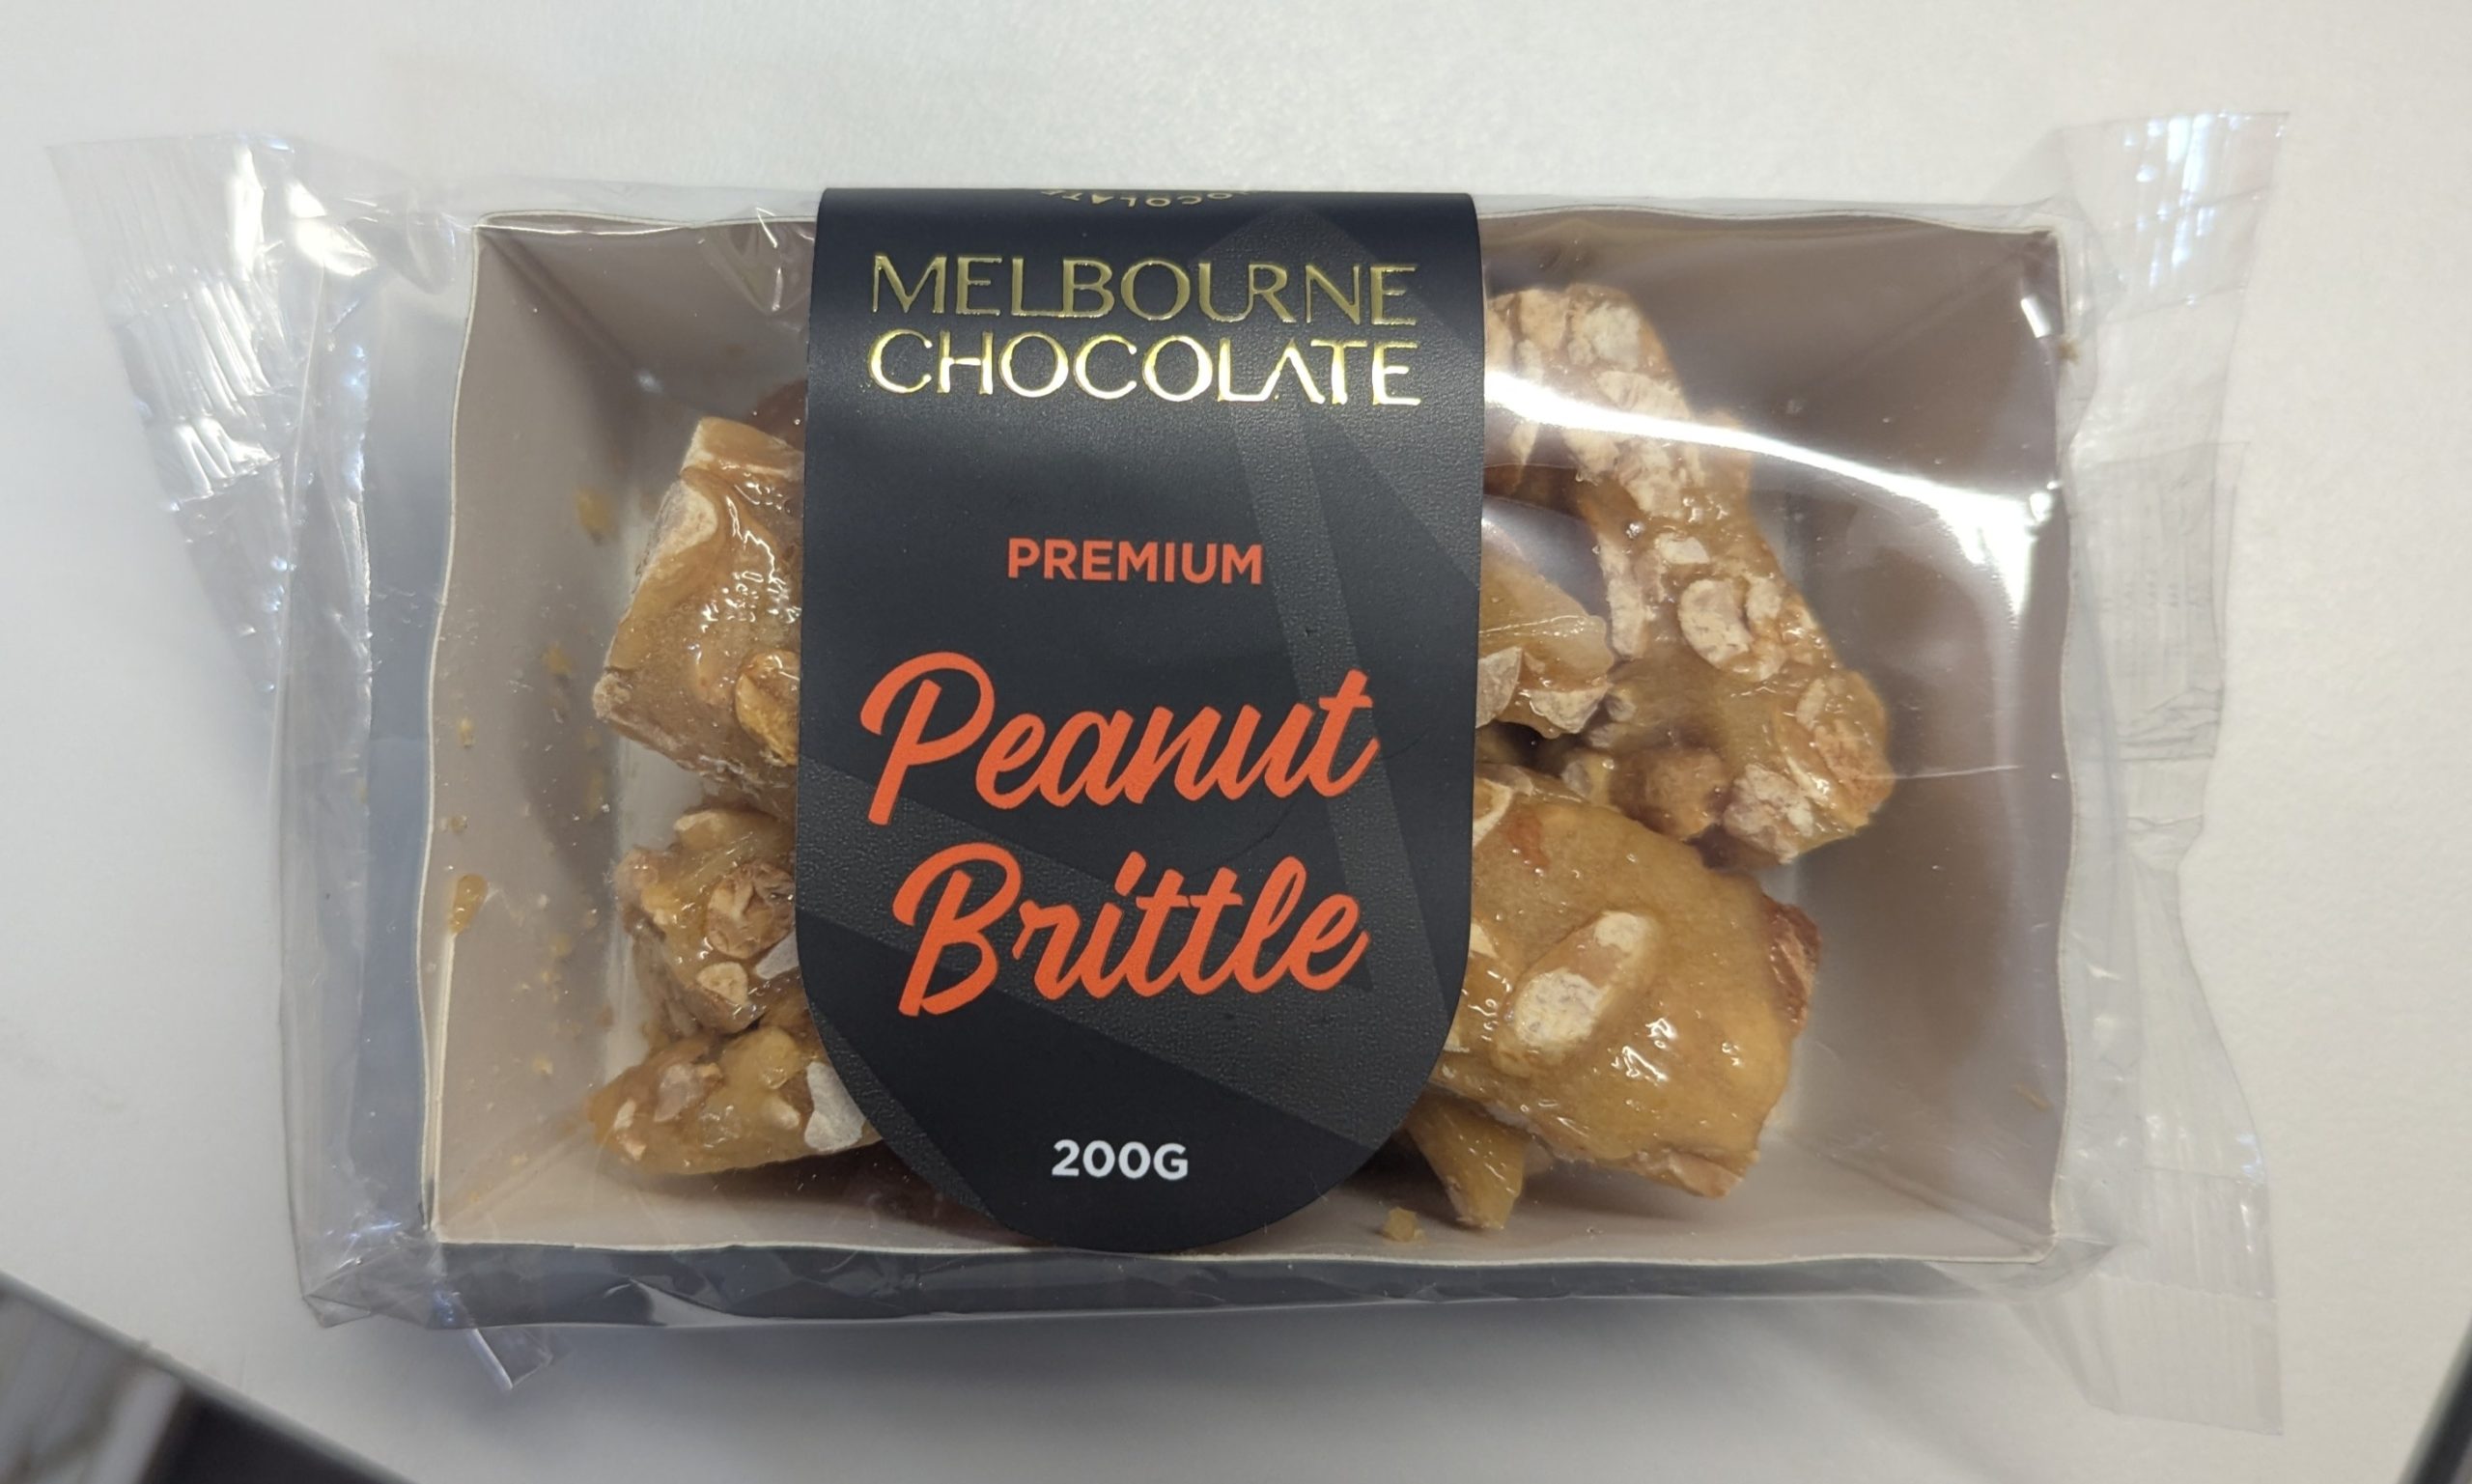 MELBOURNE
CHOCOLATE
PREMIUM
Peanut
Brittle
200G